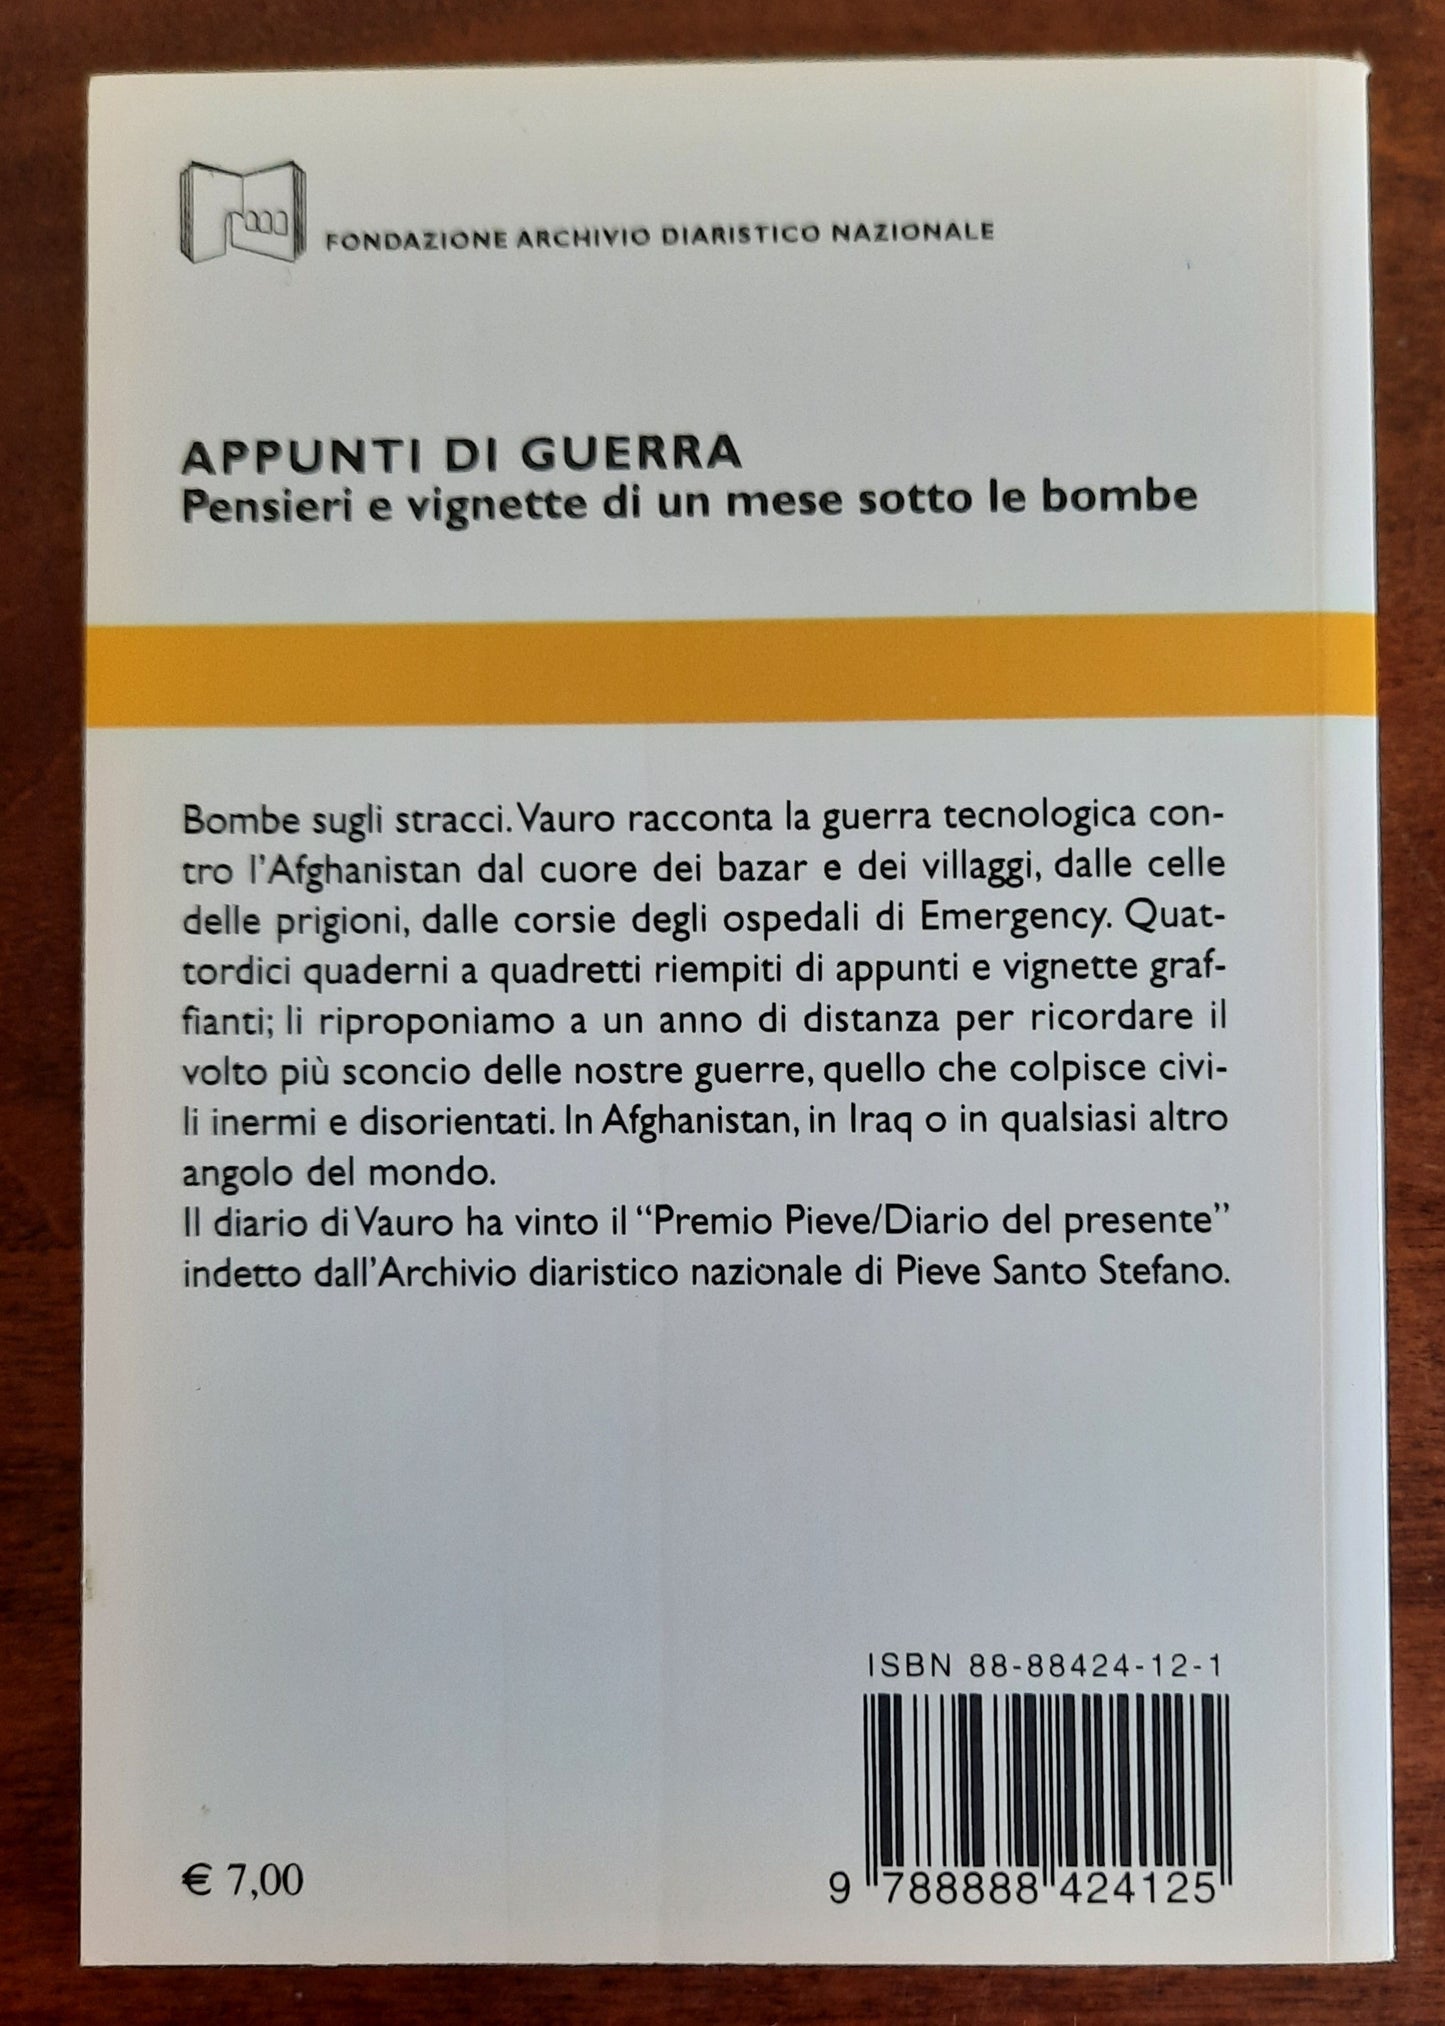 FONDAZIONE ARCHIVIO DIARISTICO NAZIONALE
APPUNTI DI GUERRA
Pensieri e vignette di un mese sotto le bombe
Bombe sugli stracci. Vauro racconta la guerra tecnologica con-
tro l'Afghanistan dal cuore dei bazar e dei villaggi, dalle celle
delle prigioni, dalle corsie degli ospedali di Emergency. Quat-
tordici quaderni a quadretti riempiti di appunti e vignette graf-
fianti; li riproponiamo a un anno di distanza per ricordare il
volto più sconcio delle nostre guerre, quello che colpisce civi-
li inermi e disorientati. In Afghanistan, in Iraq o in qualsiasi altro
angolo del mondo.
Il diario di Vauro ha vinto il “Premio Pieve/Diario del presente”
indetto dall'Archivio diaristico nazionale di Pieve Santo Stefano.
ISBN 88-88424-12-1
€ 7,00
9 788888 424125